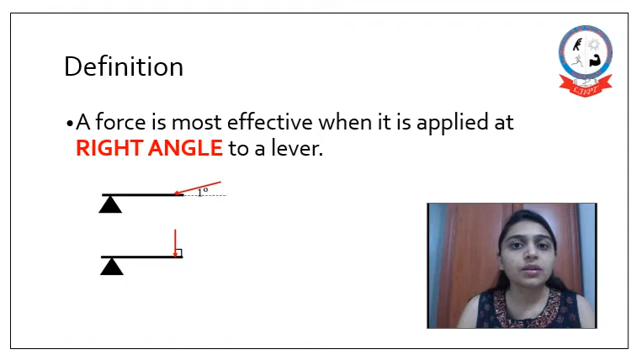 Definition
•A force is most effective when it is applied at
RIGHT ANGLE to a lever.
1°